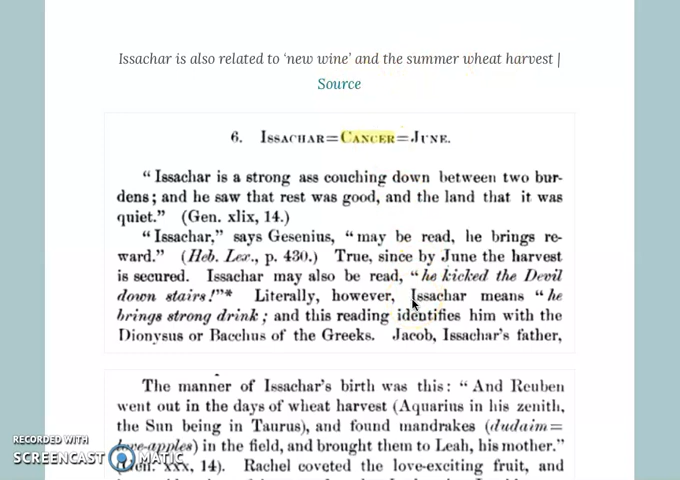 Issachar is also related to ‘new wine’ and the summer wheat harvest |
Source
6. Issachar=Cancer=June.
“Issachar is a strong ass couching down between two bur-
dens; and he saw that rest was good, and the land that it was
quiet.” (Gen. xlix, 14.)
“Issachar,” says Gesenius, “may be read, he brings re-
ward.” (Heb. Lex., p. 430.) True, since by June the harvest
is secured. Issachar may also be read, “he kicked the Devil
down stairs!”* Literally, however, Issachar means “he
brings strong drink; and this reading identifies him with the
Dionysus or Bacchus of the Greeks. Jacob, Issachar’s father,
The manner of Issachar’s birth was this: “And Reuben
went out in the days of wheat harvest (Aquarius in his zenith,
the Sun being in Taurus), and found mandrakes (dudaim=
love-apples) in the field, and brought them to Leah, his mother.”
(Gen. xxx, 14). Rachel coveted the love-exciting fruit, and
RECORDED WITH
SCREENCAST MATIC